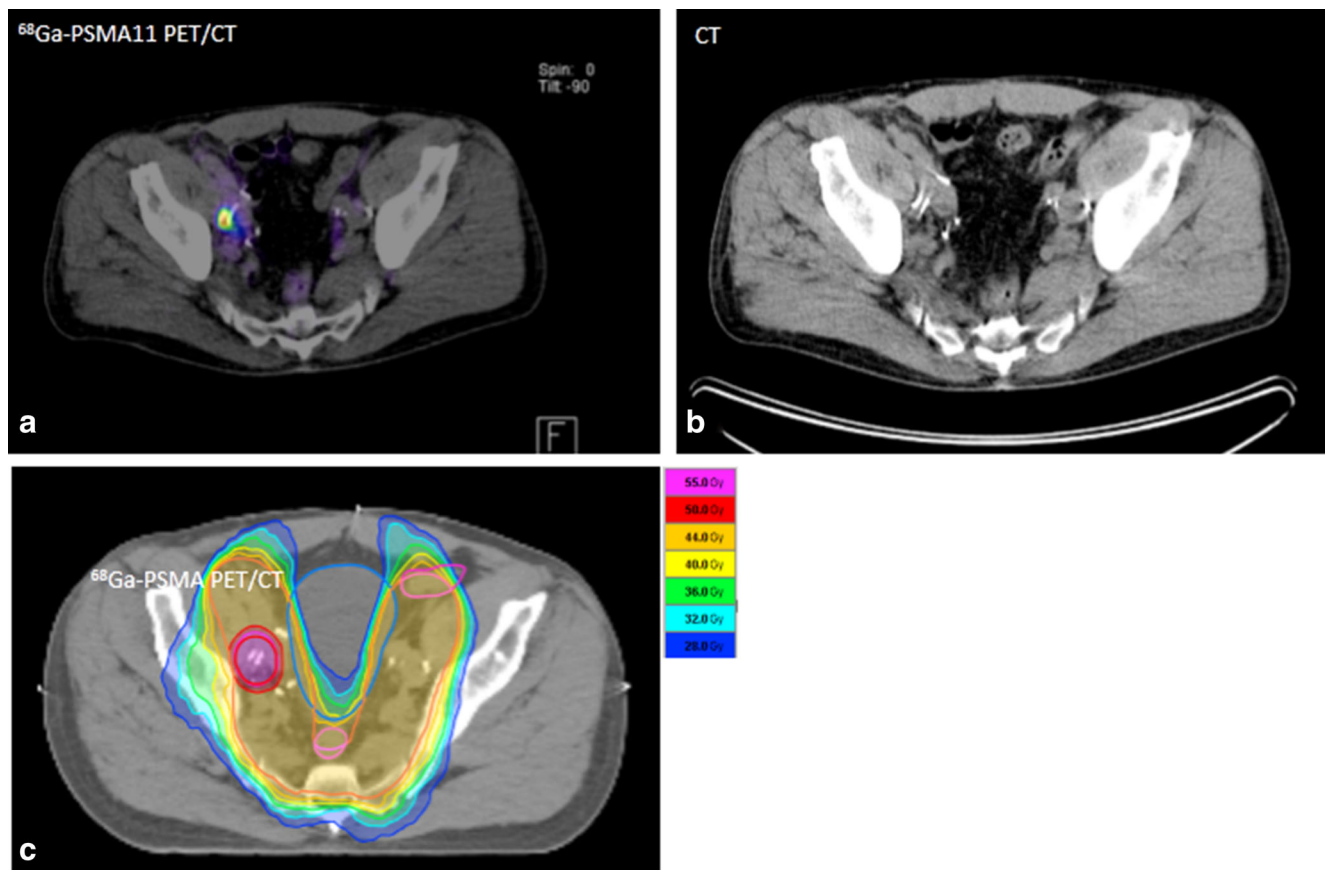 ⁶⁸Ga-PSMA11 PET/CT
Spin: 0
Tilt: -90
F
a
CT
b
⁶⁸Ga-PSMA PET/CT
c
55.0 Gy
50.0 Gy
44.0 Gy
40.0 Gy
36.0 Gy
32.0 Gy
28.0 Gy